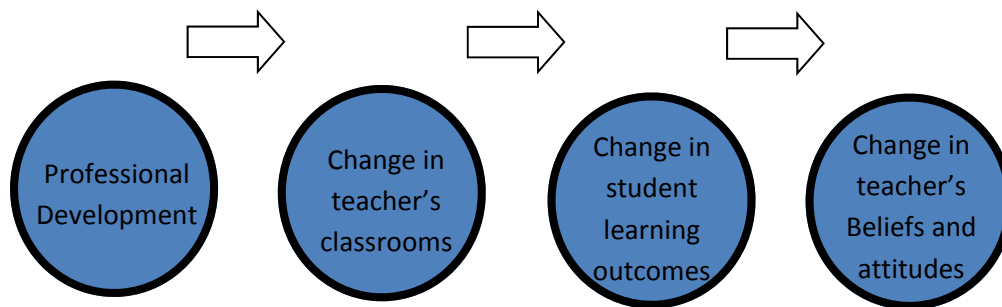 Professional
Development
Change in
teacher’s
classrooms
Change in
student
learning
outcomes
Change in
teacher’s
Beliefs and
attitudes